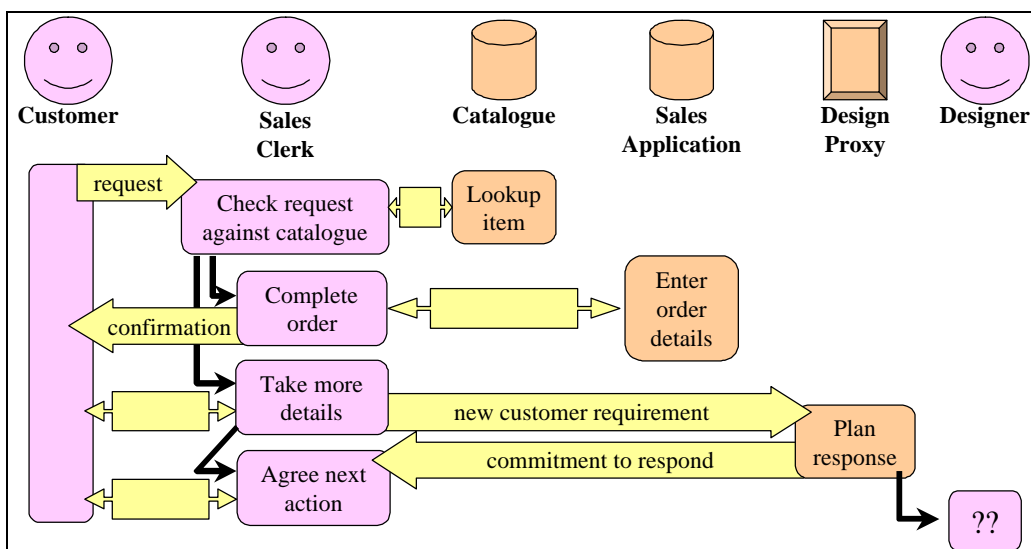 Customer
Sales
Clerk
Catalogue
Sales
Application
Design
Proxy
Designer
request
Check request
against catalogue
Lookup
item
Complete
order
Enter
order
details
confirmation
Take more
details
new customer requirement
Plan
response
commitment to respond
Agree next
action
??